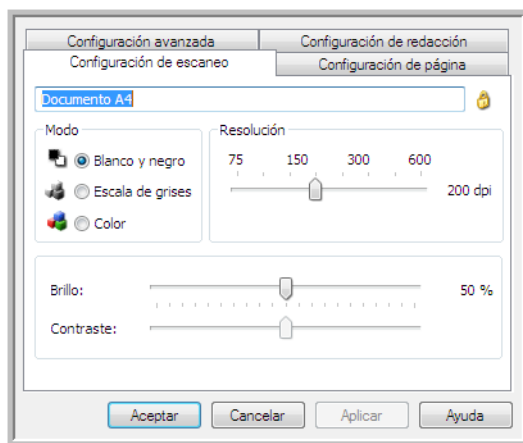 Configuración avanzada
Configuración de redacción
Configuración de escaneo
Configuración de página
Documento A4
Modo
Blanco y negro
Escala de grises
Color
Resolución
75 150 300 600
200 dpi
Brillo: 50 %
Contraste:
Aceptar Cancelar Aplicar Ayuda